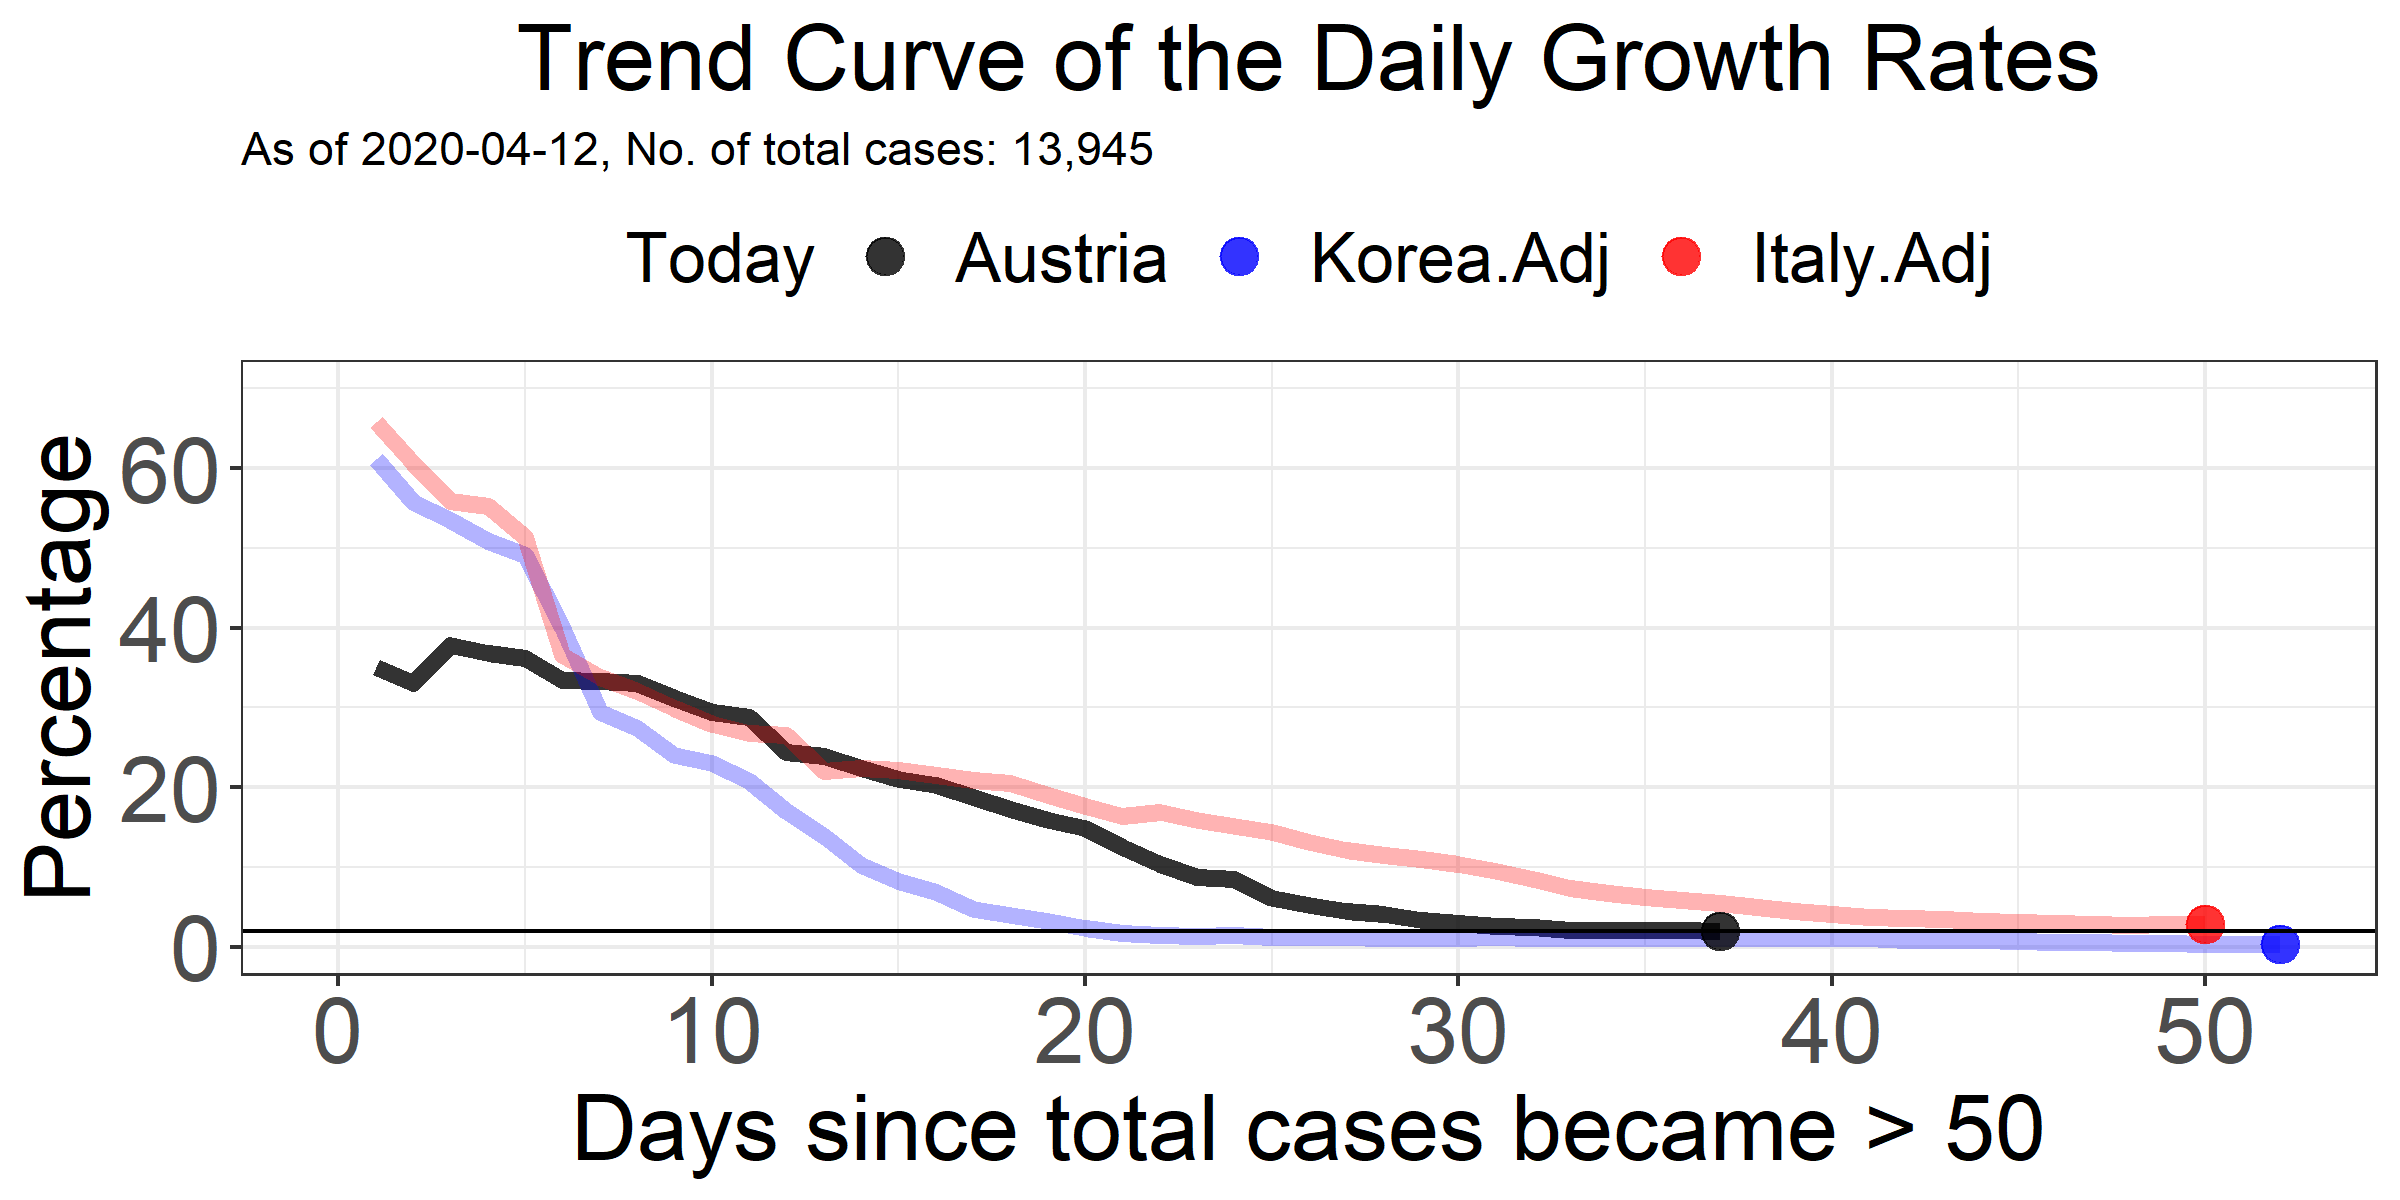 Trend Curve of the Daily Growth Rates
As of 2020-04-12, No. of total cases: 13,945
Today Austria Korea.Adj Italy.Adj
Percentage
60
40
20
0
0 10 20 30 40 50
Days since total cases became > 50